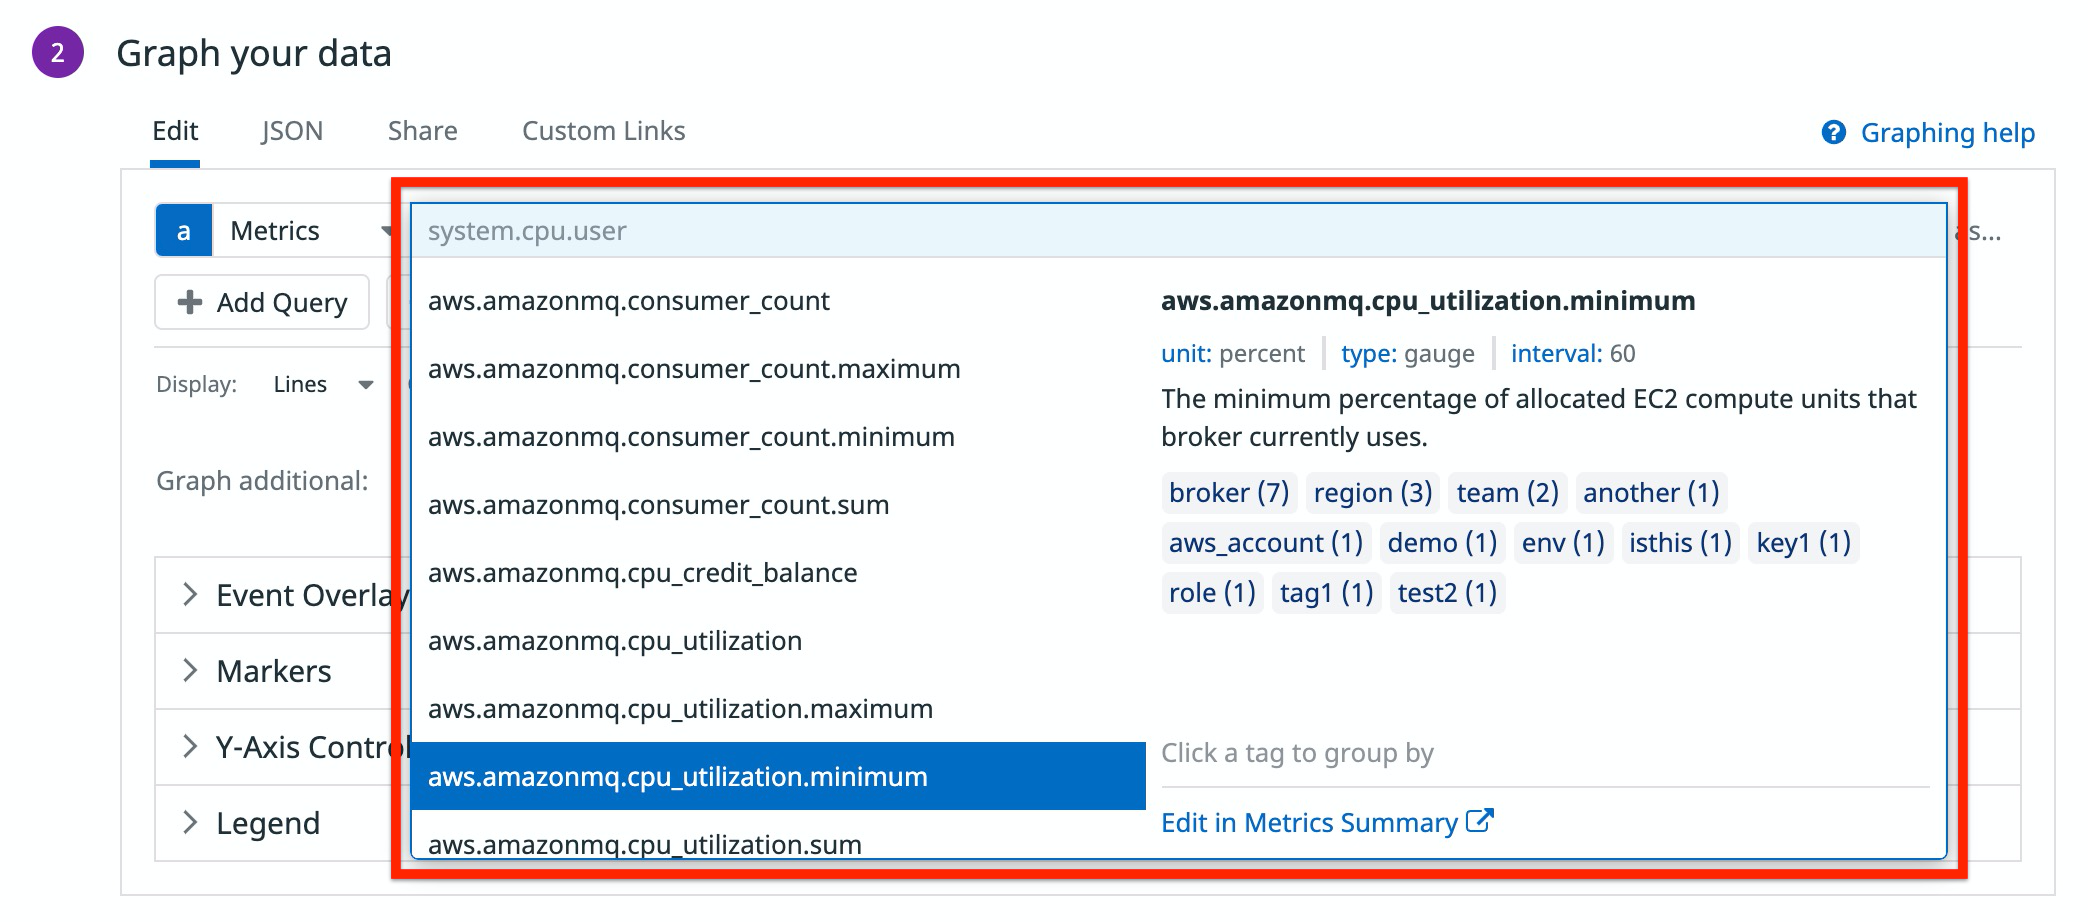 2 Graph your data
Edit JSON Share Custom Links
Graphing help
a Metrics
system.cpu.user
as...
Add Query
Display: Lines
Graph additional:
Event Overlay
Markers
Y-Axis Control
Legend
aws.amazonmq.consumer_count
aws.amazonmq.consumer_count.maximum
aws.amazonmq.consumer_count.minimum
aws.amazonmq.consumer_count.sum
aws.amazonmq.cpu_credit_balance
aws.amazonmq.cpu_utilization
aws.amazonmq.cpu_utilization.maximum
aws.amazonmq.cpu_utilization.minimum
aws.amazonmq.cpu_utilization.sum
aws.amazonmq.cpu_utilization.minimum
unit: percent type: gauge interval: 60
The minimum percentage of allocated EC2 compute units that
broker currently uses.
broker (7) region (3) team (2) another (1)
aws_account (1) demo (1) env (1) isthis (1) key1 (1)
role (1) tag1 (1) test2 (1)
Click a tag to group by
Edit in Metrics Summary